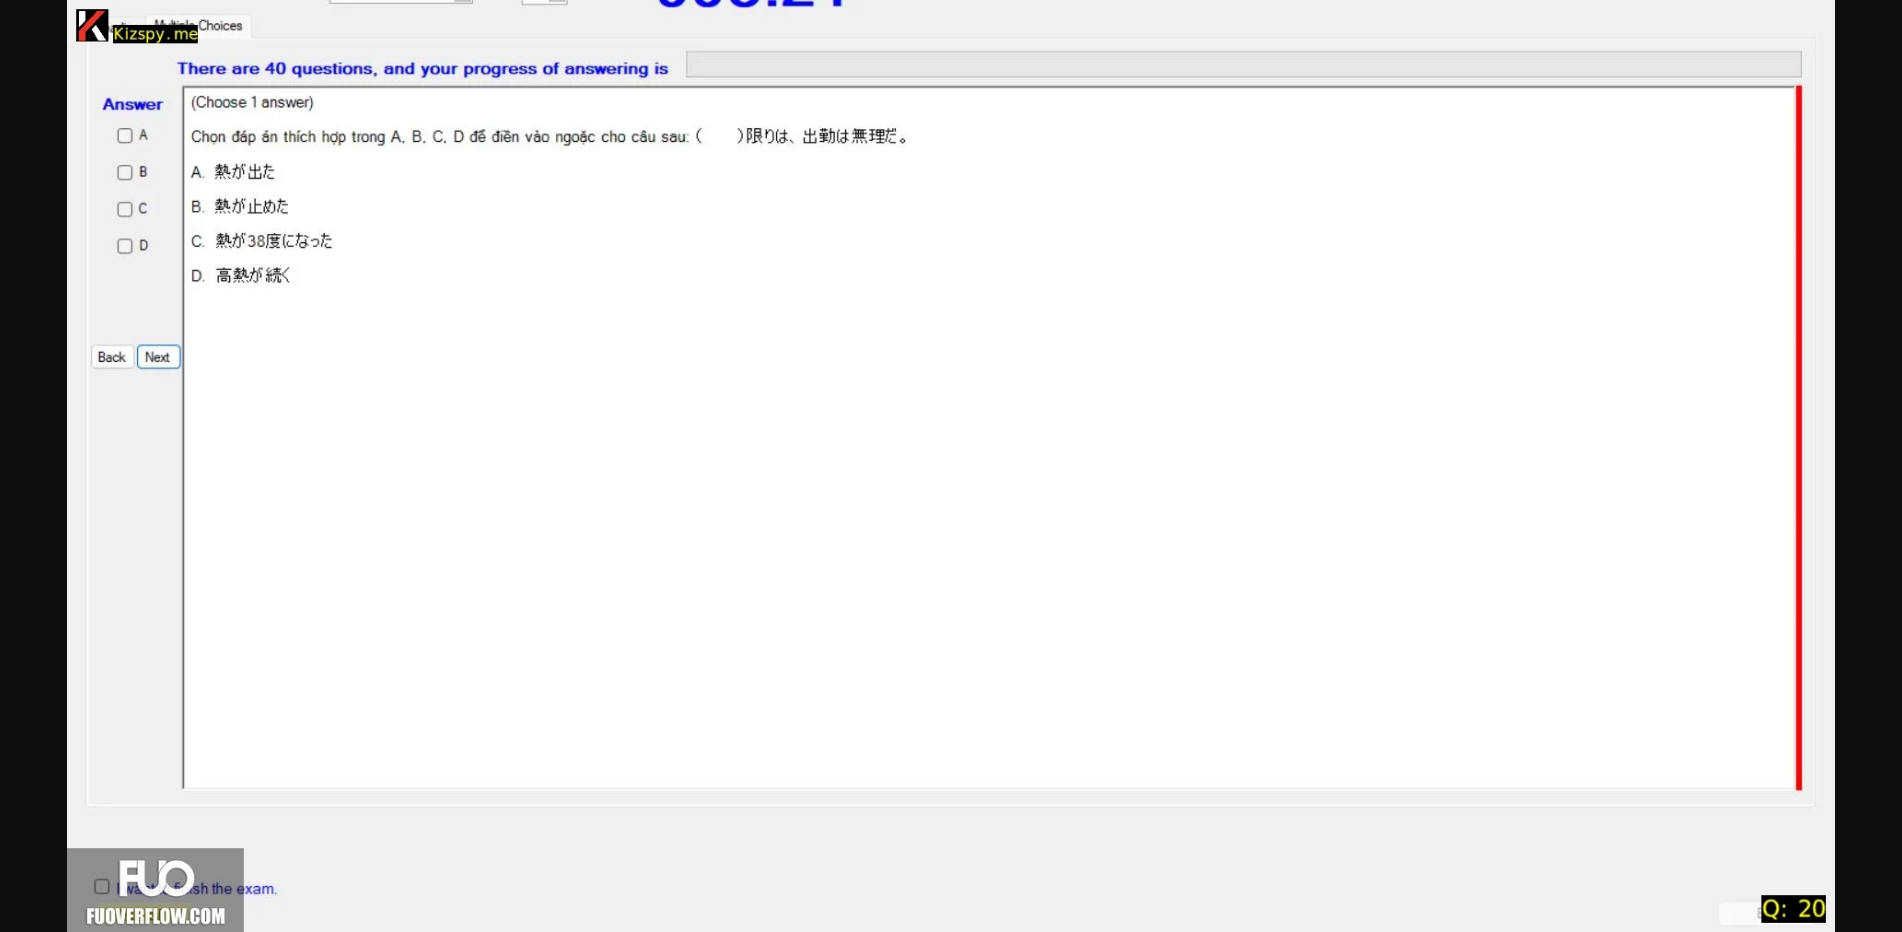 Choices
Kizspy.me
There are 40 questions, and your progress of answering is
Answer
(Choose 1 answer)
A
Chọn đáp án thích hợp trong A, B, C, D để điền vào ngoặc cho câu sau: (　　)限りは、出勤は無理だ。
B
A. 熱が出た
C
B. 熱が止めた
D
C. 熱が38度になった
D. 高熱が続く
Back
Next
FUO
the exam.
FUOVERFLOW.COM
Q: 20